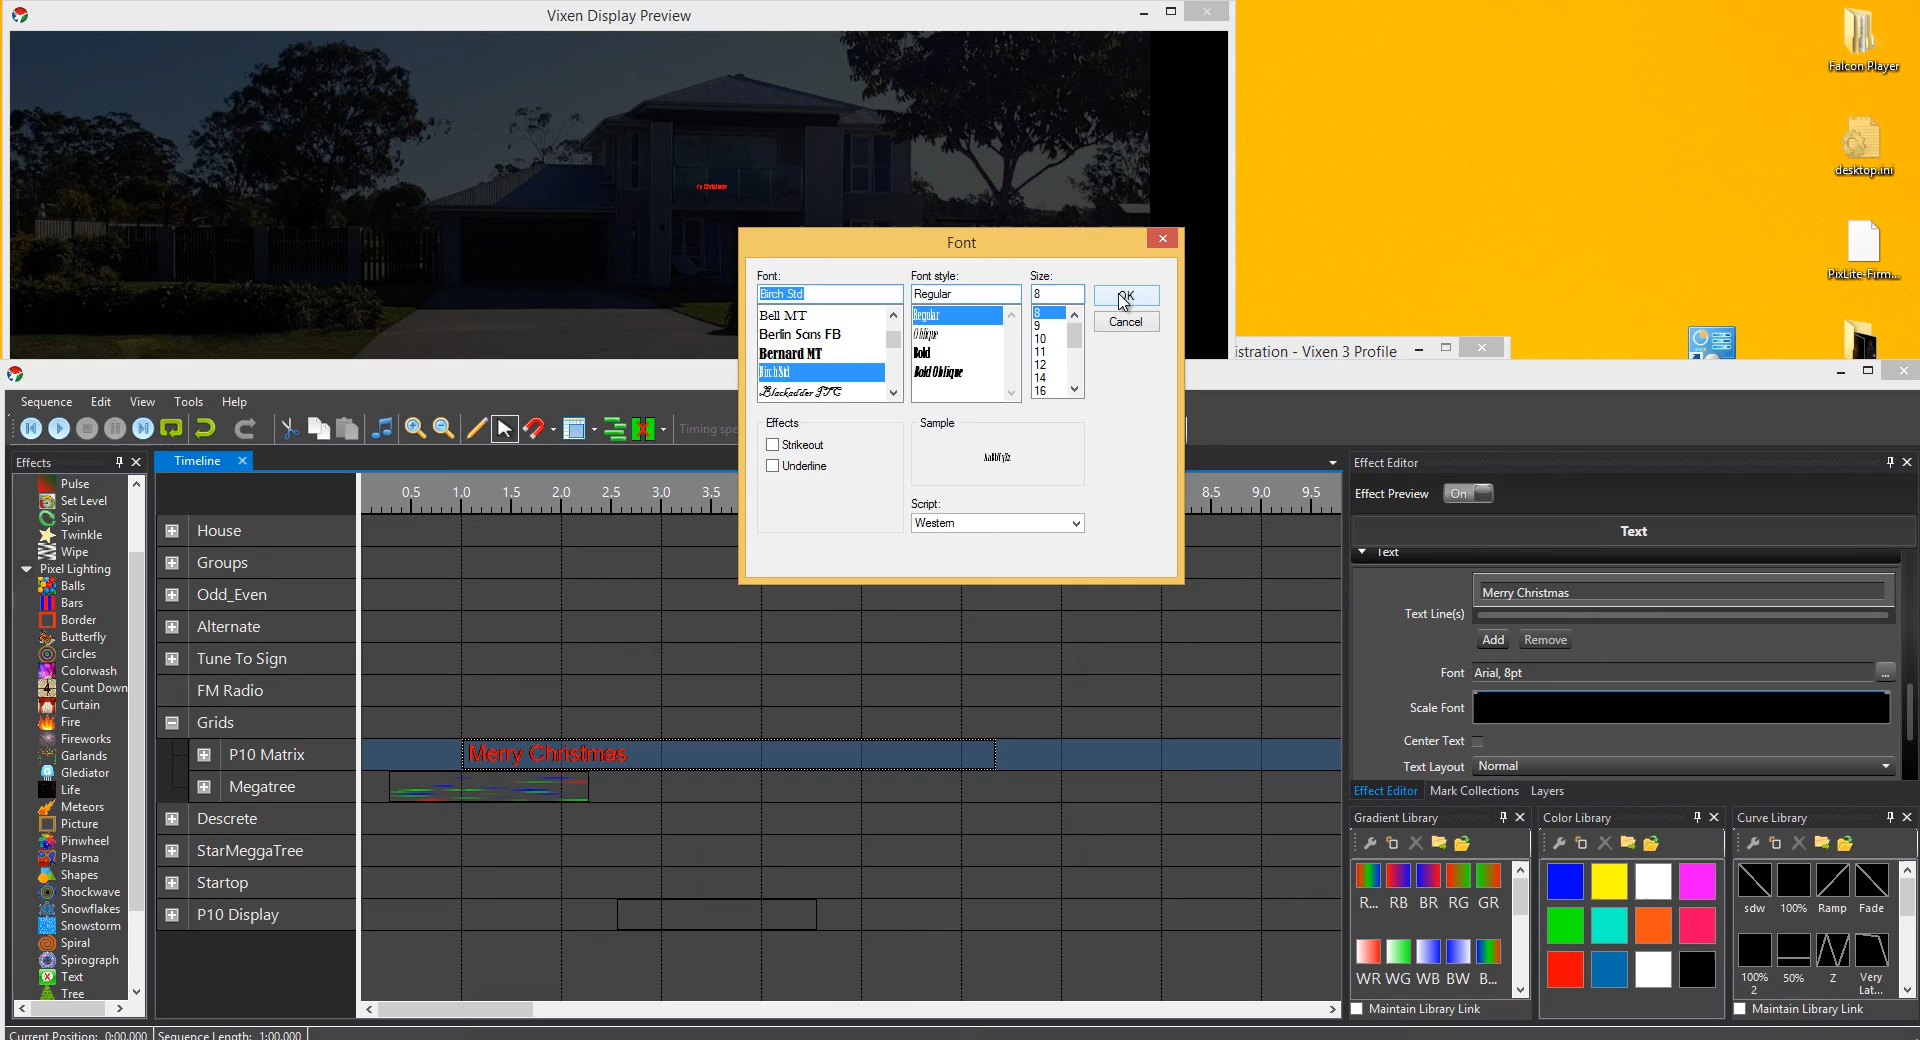 Vixen Display Preview
Falcon Player
desktop.ini
PixLite-Firm...
istration - Vixen 3 Profile
Font
Font:
Font style:
Size:
Birch Std
Regular
8
OK
Cancel
Bell MT
Berlin Sans FB
Bernard MT
Birch Std
Blackadder ITC
Regular
Oblique
Bold
Bold Oblique
8
9
10
11
12
14
16
Effects
Strikeout
Underline
Sample
AaBbYyZz
Script:
Western
Sequence Edit View Tools Help
Timing spe
Effects
Pulse
Set Level
Spin
Twinkle
Wipe
Pixel Lighting
Balls
Bars
Border
Butterfly
Circles
Colorwash
Count Down
Curtain
Fire
Fireworks
Garlands
Glediator
Life
Meteors
Picture
Pinwheel
Plasma
Shapes
Shockwave
Snowflakes
Snowstorm
Spiral
Spirograph
Text
Tree
Timeline
0.5 1.0 1.5 2.0 2.5 3.0 3.5 8.5 9.0 9.5
House
Groups
Odd_Even
Alternate
Tune To Sign
FM Radio
Grids
P10 Matrix
Merry Christmas
Megatree
Descrete
StarMeggaTree
Startop
P10 Display
Effect Editor
Effect Preview On
Text
Text
Merry Christmas
Text Line(s)
Add Remove
Font Arial, 8pt ...
Scale Font
Center Text
Text Layout Normal
Effect Editor Mark Collections Layers
Gradient Library
R... RB BR RG GR
WR WG WB BW B...
Maintain Library Link
Color Library
Curve Library
sdw 100% Ramp Fade
100% 2 50% Z Very Lat...
Maintain Library Link
Current Position: 0:00.000 Sequence Length: 1:00.000